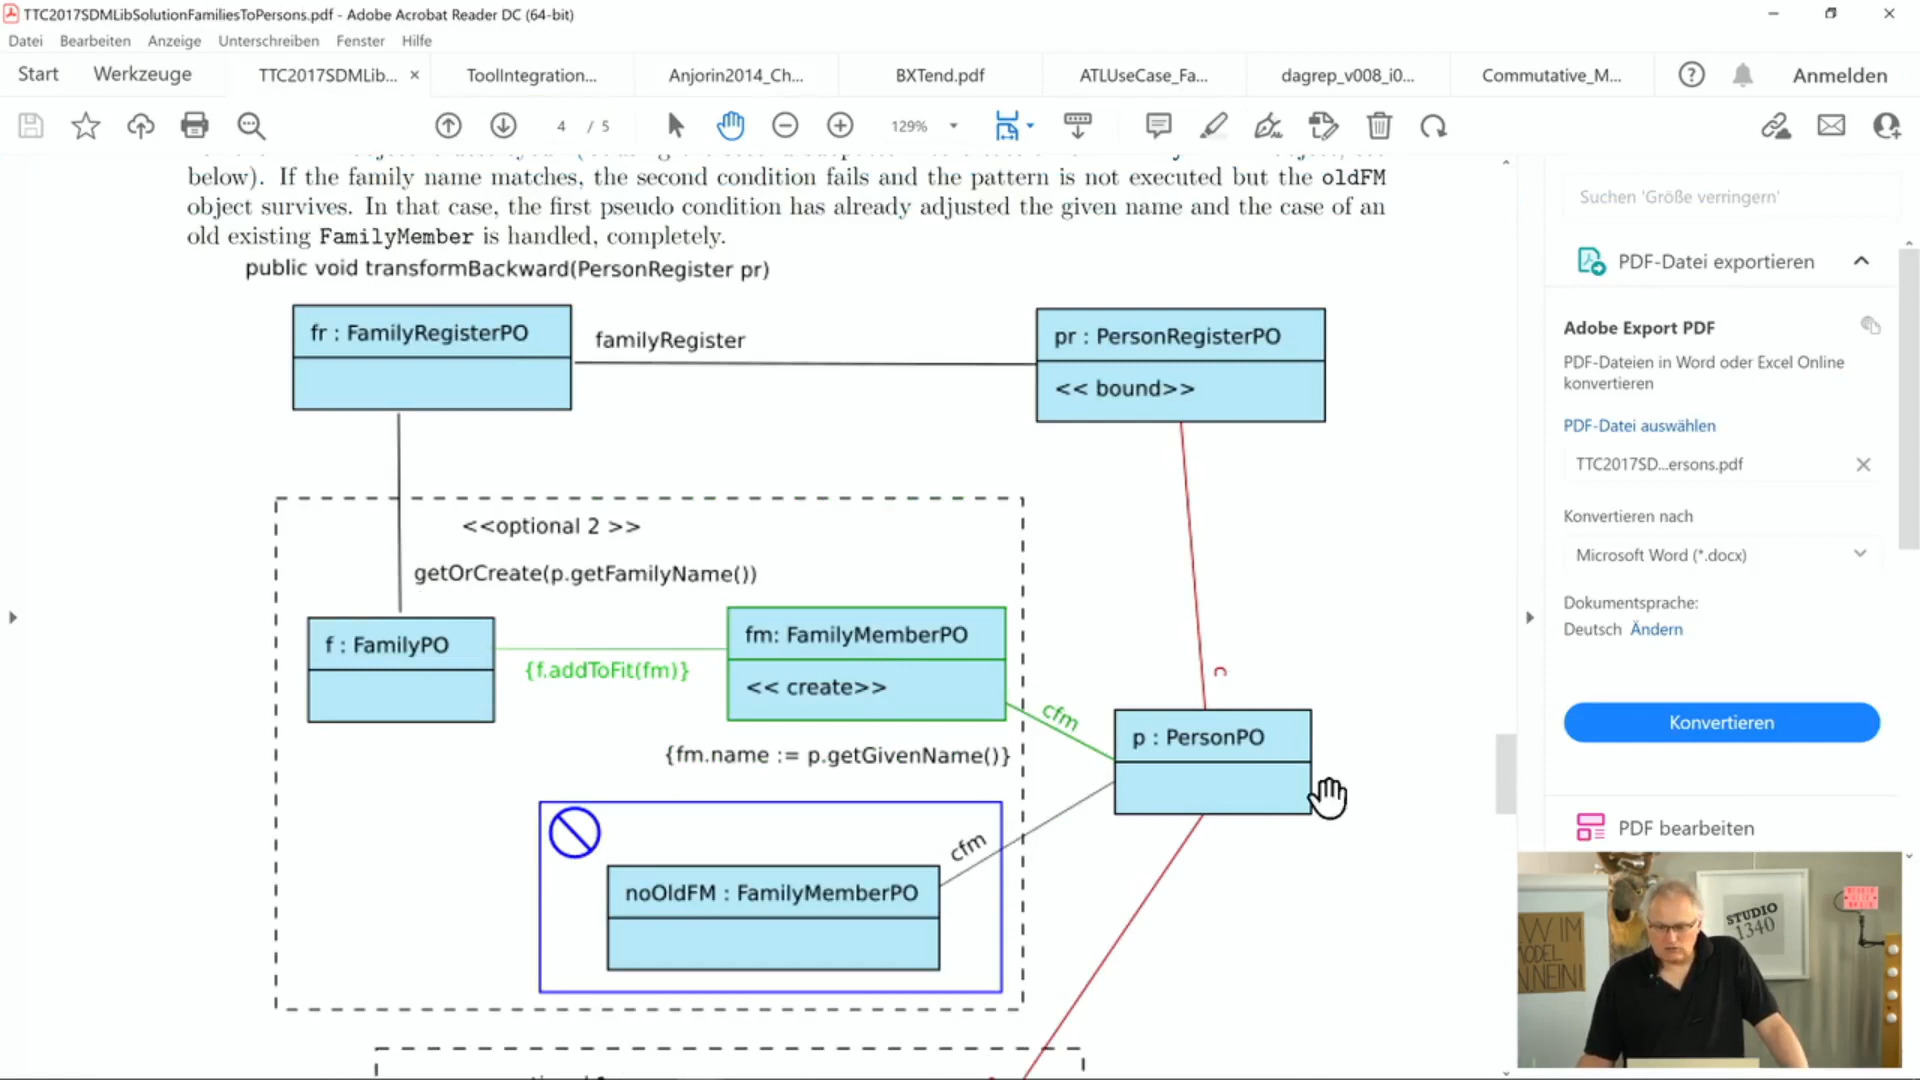 TTC2017SDMLibSolutionFamiliesToPersons.pdf - Adobe Acrobat Reader DC (64-bit)
Datei Bearbeiten Anzeige Unterschreiben Fenster Hilfe
Start Werkzeuge TTC2017SDMLib... × ToolIntegration... Anjorin2014_Ch... BXTend.pdf ATLUseCase_Fa... dagrep_v008_i0... Commutative_M... Anmelden
4 / 5 129%
below). If the family name matches, the second condition fails and the pattern is not executed but the oldFM
object survives. In that case, the first pseudo condition has already adjusted the given name and the case of an
old existing FamilyMember is handled, completely.
public void transformBackward(PersonRegister pr)
fr : FamilyRegisterPO
familyRegister
pr : PersonRegisterPO
<< bound>>
<<optional 2 >>
getOrCreate(p.getFamilyName())
f : FamilyPO
{f.addToFit(fm)}
fm: FamilyMemberPO
<< create>>
cfm
{fm.name := p.getGivenName()}
p : PersonPO
cfm
noOldFM : FamilyMemberPO
Suchen 'Größe verringern'
PDF-Datei exportieren
Adobe Export PDF
PDF-Dateien in Word oder Excel Online
konvertieren
PDF-Datei auswählen
TTC2017SD...ersons.pdf
Konvertieren nach
Microsoft Word (*.docx)
Dokumentsprache:
Deutsch Ändern
Konvertieren
PDF bearbeiten
STUDIO
1340